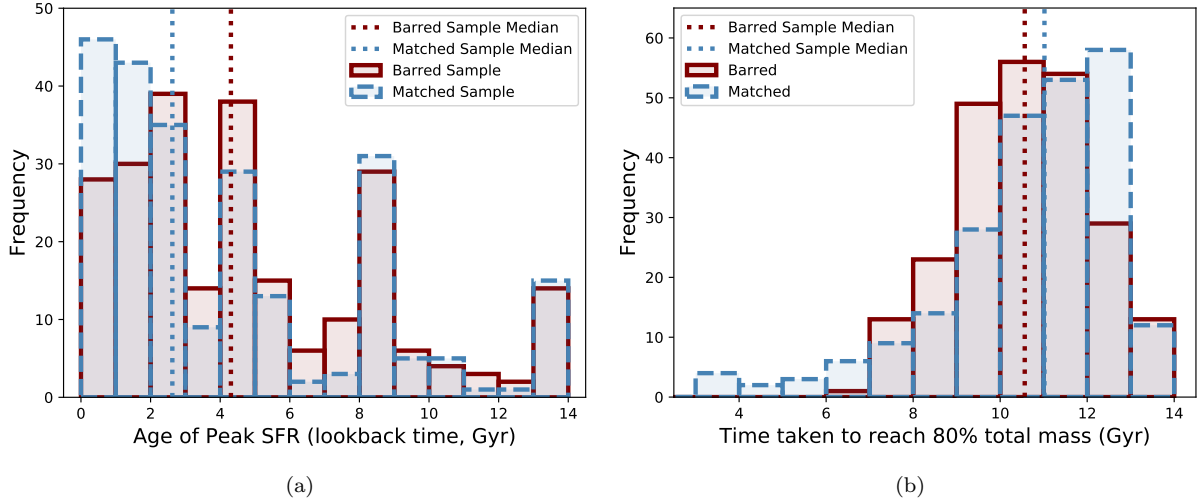 50
40
30
20
10
0
Frequency
0 2 4 6 8 10 12 14
Age of Peak SFR (lookback time, Gyr)
Barred Sample Median
Matched Sample Median
Barred Sample
Matched Sample
(a)
60
50
40
30
20
10
0
Frequency
4 6 8 10 12 14
Time taken to reach 80% total mass (Gyr)
Barred Sample Median
Matched Sample Median
Barred
Matched
(b)